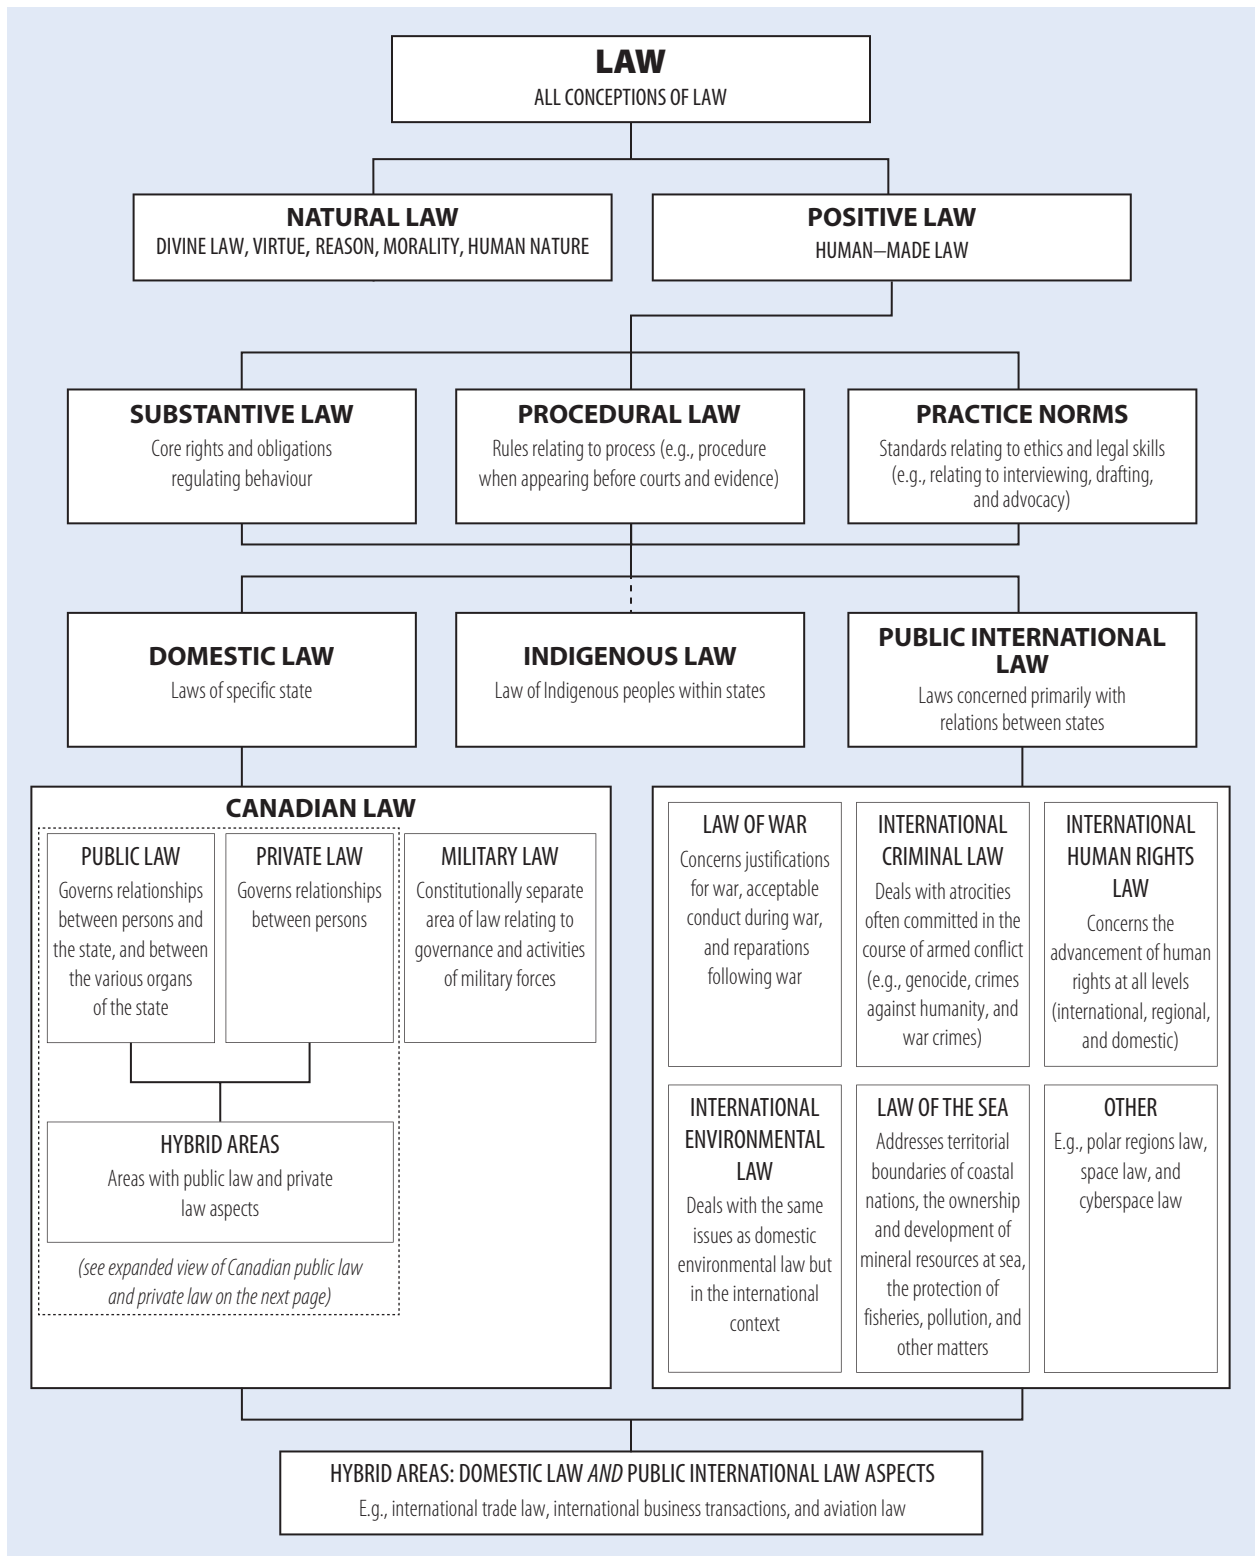 LAW
ALL CONCEPTIONS OF LAW
NATURAL LAW
DIVINE LAW, VIRTUE, REASON, MORALITY, HUMAN NATURE
POSITIVE LAW
HUMAN–MADE LAW
SUBSTANTIVE LAW
Core rights and obligations
regulating behaviour
PROCEDURAL LAW
Rules relating to process (e.g., procedure
when appearing before courts and evidence)
PRACTICE NORMS
Standards relating to ethics and legal skills
(e.g., relating to interviewing, drafting,
and advocacy)
DOMESTIC LAW
Laws of specific state
INDIGENOUS LAW
Law of Indigenous peoples within states
PUBLIC INTERNATIONAL
LAW
Laws concerned primarily with
relations between states
CANADIAN LAW
PUBLIC LAW
Governs relationships
between persons and
the state, and between
the various organs
of the state
PRIVATE LAW
Governs relationships
between persons
MILITARY LAW
Constitutionally separate
area of law relating to
governance and activities
of military forces
HYBRID AREAS
Areas with public law and private
law aspects
(see expanded view of Canadian public law
and private law on the next page)
LAW OF WAR
Concerns justifications
for war, acceptable
conduct during war,
and reparations
following war
INTERNATIONAL
CRIMINAL LAW
Deals with atrocities
often committed in the
course of armed conflict
(e.g., genocide, crimes
against humanity, and
war crimes)
INTERNATIONAL
HUMAN RIGHTS
LAW
Concerns the
advancement of human
rights at all levels
(international, regional,
and domestic)
INTERNATIONAL
ENVIRONMENTAL
LAW
Deals with the same
issues as domestic
environmental law but
in the international
context
LAW OF THE SEA
Addresses territorial
boundaries of coastal
nations, the ownership
and development of
mineral resources at sea,
the protection of
fisheries, pollution, and
other matters
OTHER
E.g., polar regions law,
space law, and
cyberspace law
HYBRID AREAS: DOMESTIC LAW AND PUBLIC INTERNATIONAL LAW ASPECTS
E.g., international trade law, international business transactions, and aviation law